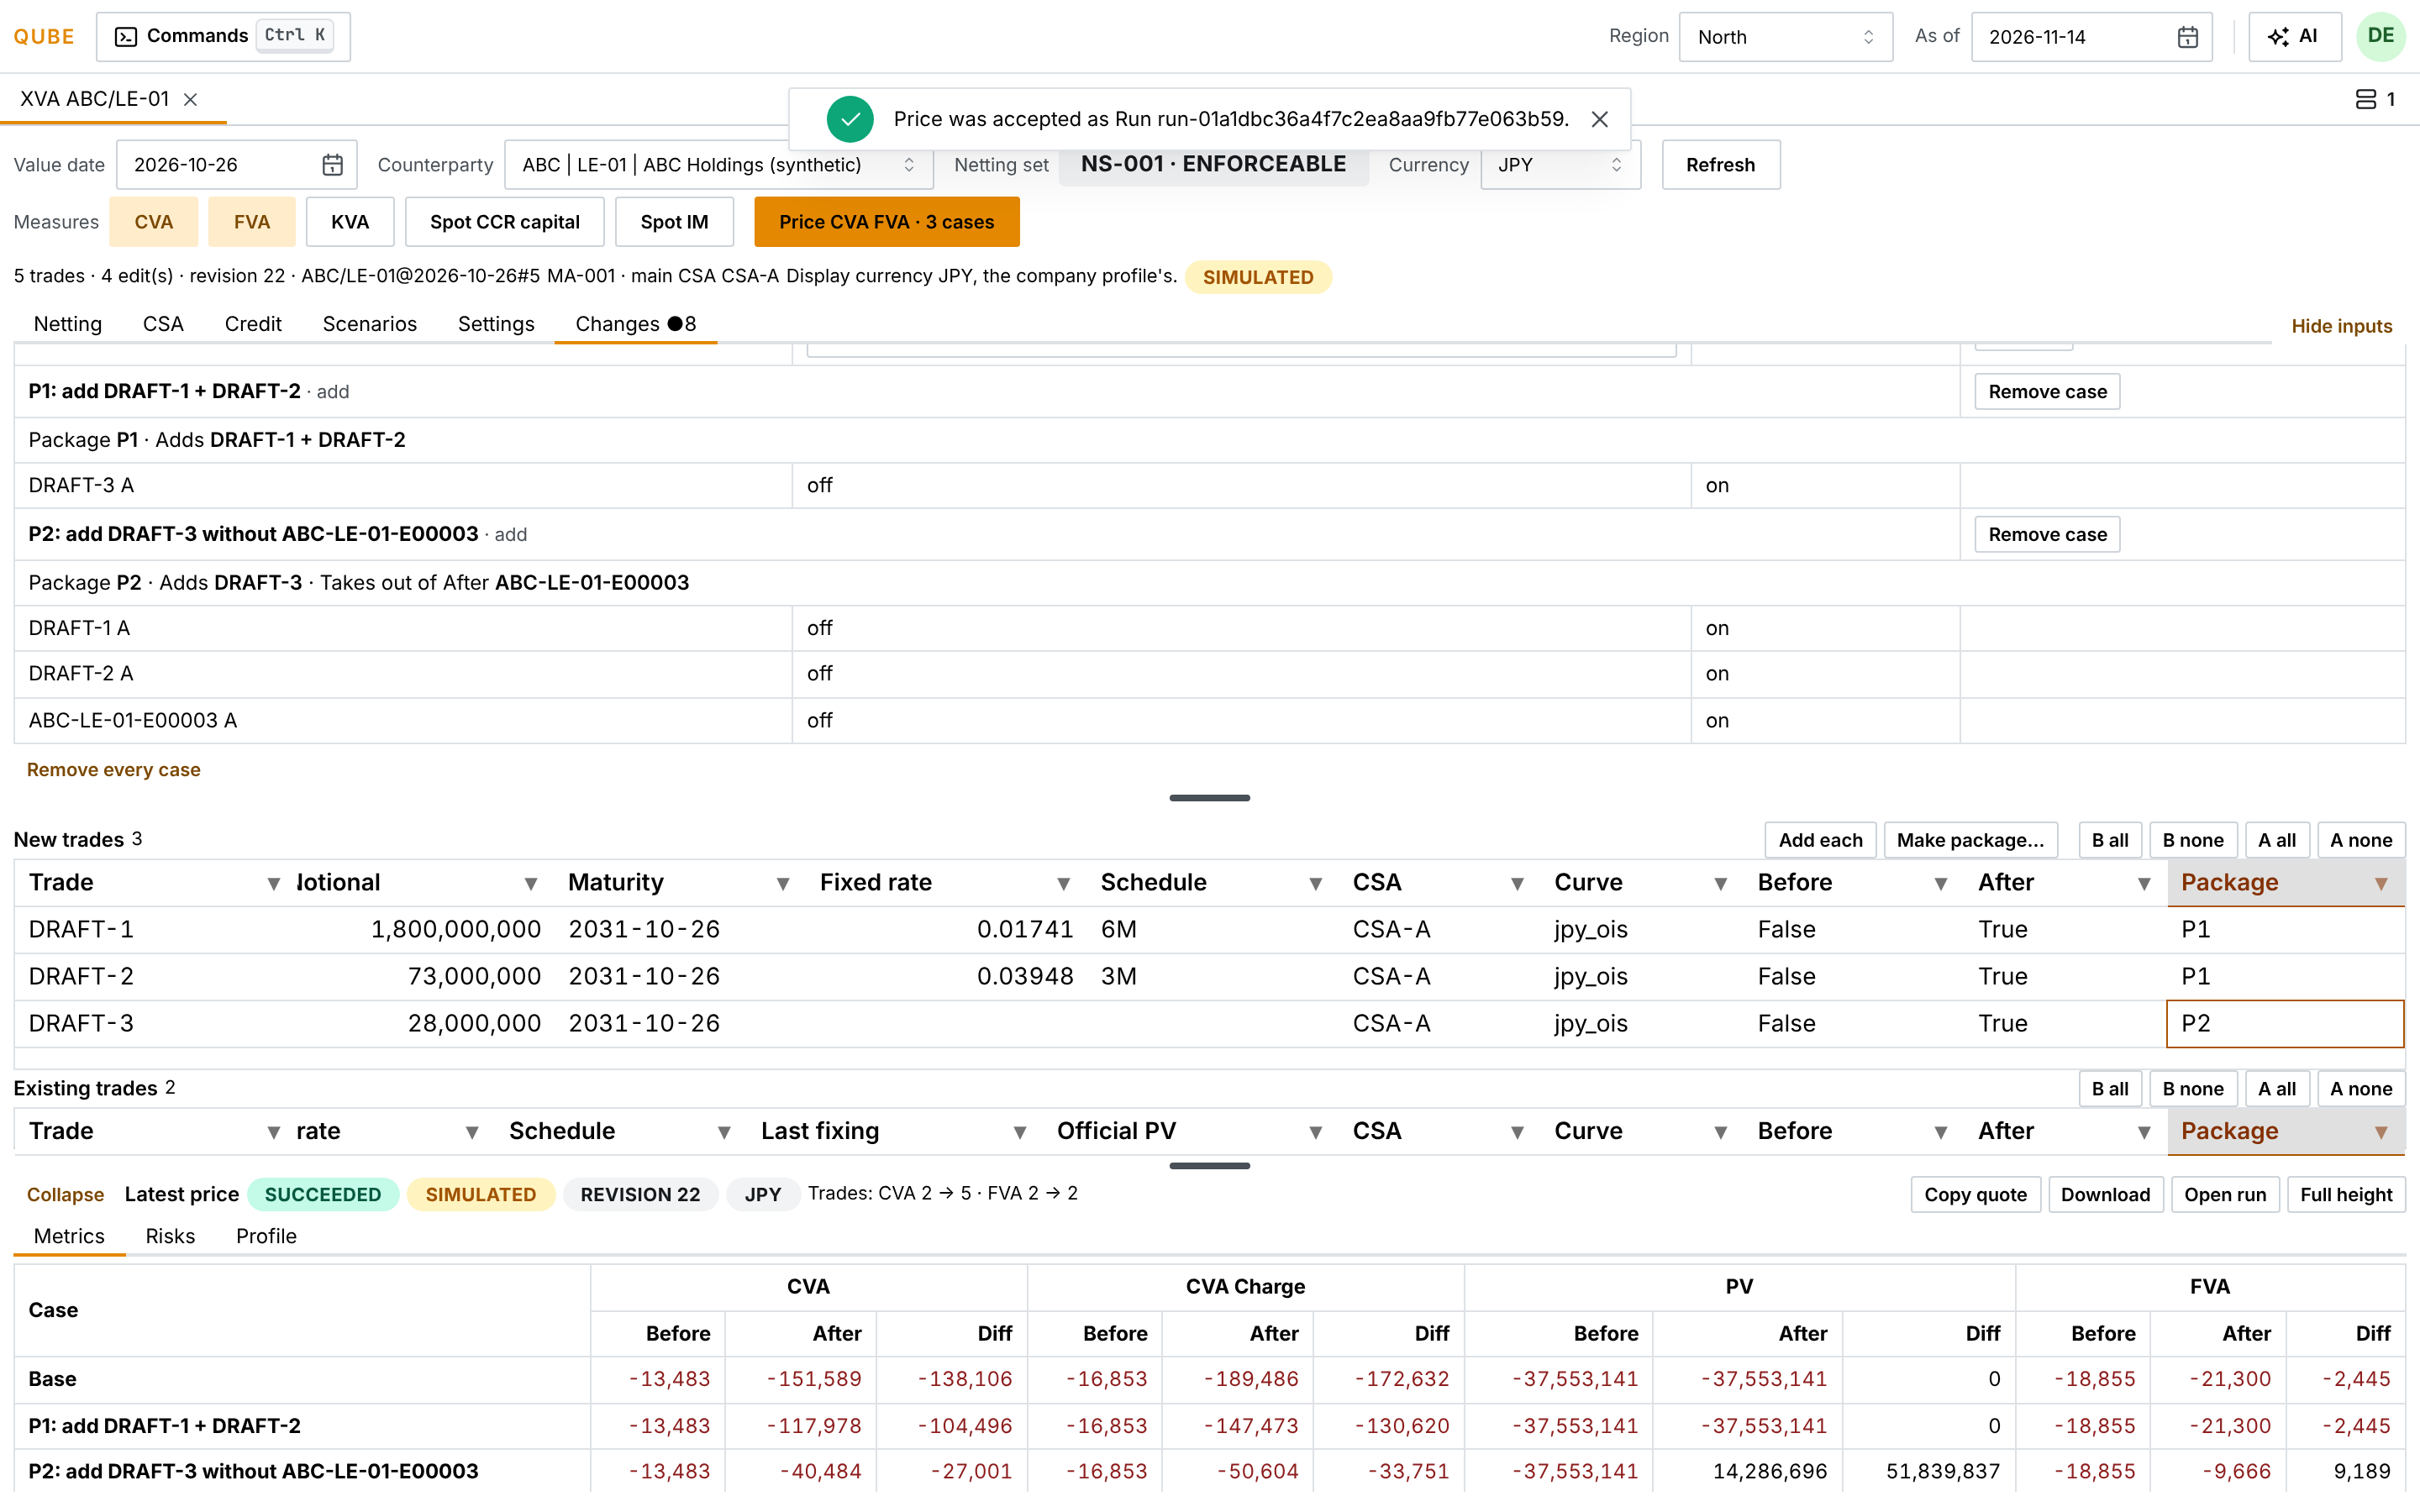 QUBE Commands Ctrl K Region North As of 2026-11-14 AI DE
XVA ABC/LE-01 1
Price was accepted as Run run-01a1dbc36a4f7c2ea8aa9fb77e063b59.
Value date 2026-10-26 Counterparty ABC | LE-01 | ABC Holdings (synthetic) Netting set NS-001 · ENFORCEABLE Currency JPY Refresh
Measures CVA FVA KVA Spot CCR capital Spot IM Price CVA FVA · 3 cases
5 trades · 4 edit(s) · revision 22 · ABC/LE-01@2026-10-26#5 MA-001 · main CSA CSA-A Display currency JPY, the company profile's. SIMULATED
Netting CSA Credit Scenarios Settings Changes ●8 Hide inputs
P1: add DRAFT-1 + DRAFT-2 · add Remove case
Package P1 · Adds DRAFT-1 + DRAFT-2
DRAFT-3 A off on
P2: add DRAFT-3 without ABC-LE-01-E00003 · add Remove case
Package P2 · Adds DRAFT-3 · Takes out of After ABC-LE-01-E00003
DRAFT-1 A off on
DRAFT-2 A off on
ABC-LE-01-E00003 A off on
Remove every case
New trades 3 Add each Make package... B all B none A all A none
Trade Notional Maturity Fixed rate Schedule CSA Curve Before After Package
DRAFT-1 1,800,000,000 2031-10-26 0.01741 6M CSA-A jpy_ois False True P1
DRAFT-2 73,000,000 2031-10-26 0.03948 3M CSA-A jpy_ois False True P1
DRAFT-3 28,000,000 2031-10-26 CSA-A jpy_ois False True P2
Existing trades 2 B all B none A all A none
Trade rate Schedule Last fixing Official PV CSA Curve Before After Package
Collapse Latest price SUCCEEDED SIMULATED REVISION 22 JPY Trades: CVA 2 → 5 · FVA 2 → 2 Copy quote Download Open run Full height
Metrics Risks Profile
Case CVA CVA Charge PV FVA
Before After Diff Before After Diff Before After Diff Before After Diff
Base -13,483 -151,589 -138,106 -16,853 -189,486 -172,632 -37,553,141 -37,553,141 0 -18,855 -21,300 -2,445
P1: add DRAFT-1 + DRAFT-2 -13,483 -117,978 -104,496 -16,853 -147,473 -130,620 -37,553,141 -37,553,141 0 -18,855 -21,300 -2,445
P2: add DRAFT-3 without ABC-LE-01-E00003 -13,483 -40,484 -27,001 -16,853 -50,604 -33,751 -37,553,141 14,286,696 51,839,837 -18,855 -9,666 9,189